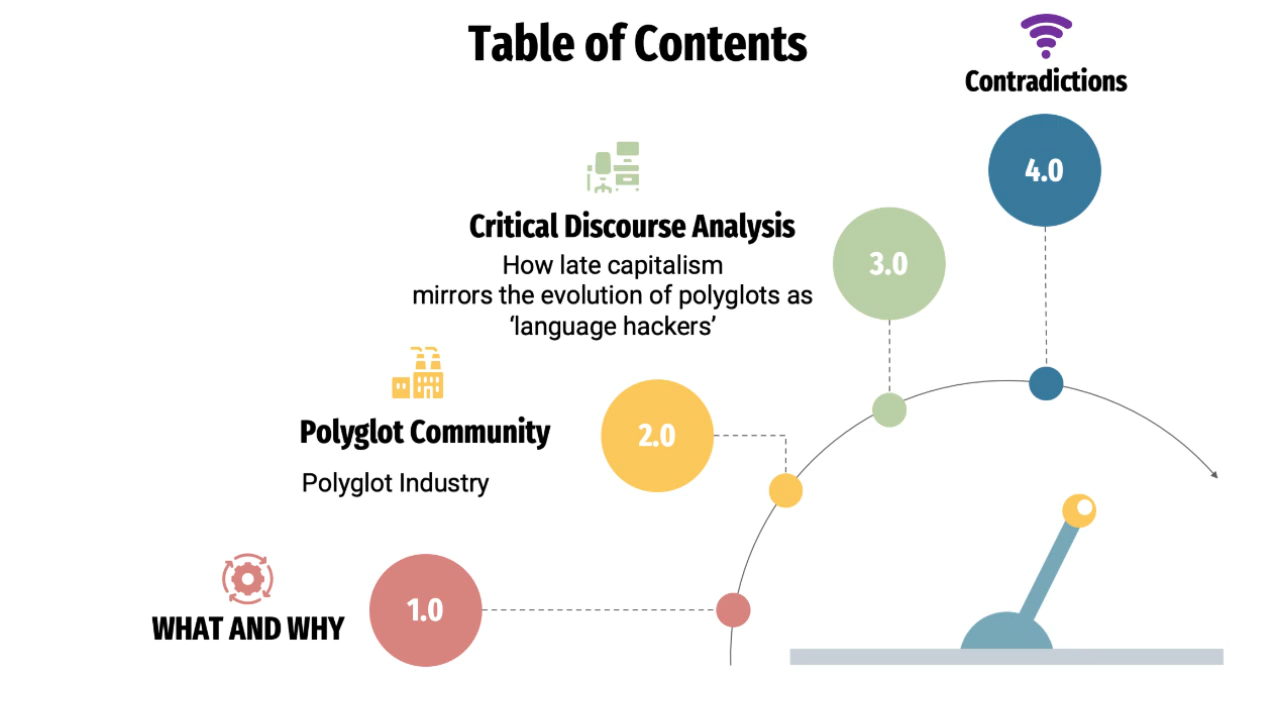 Table of Contents
Contradictions
4.0
Critical Discourse Analysis
How late capitalism
mirrors the evolution of polyglots as
‘language hackers’
3.0
Polyglot Community
Polyglot Industry
2.0
WHAT AND WHY
1.0